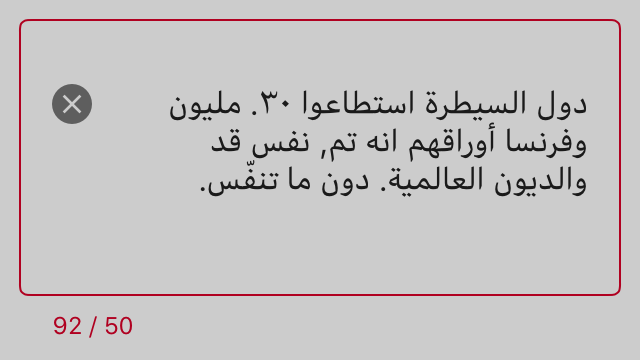 دول السيطرة استطاعوا ٣٠. مليون
وفرنسا أوراقهم انه تم, نفس قد
والديون العالمية. دون ما تنفّس.
92 / 50